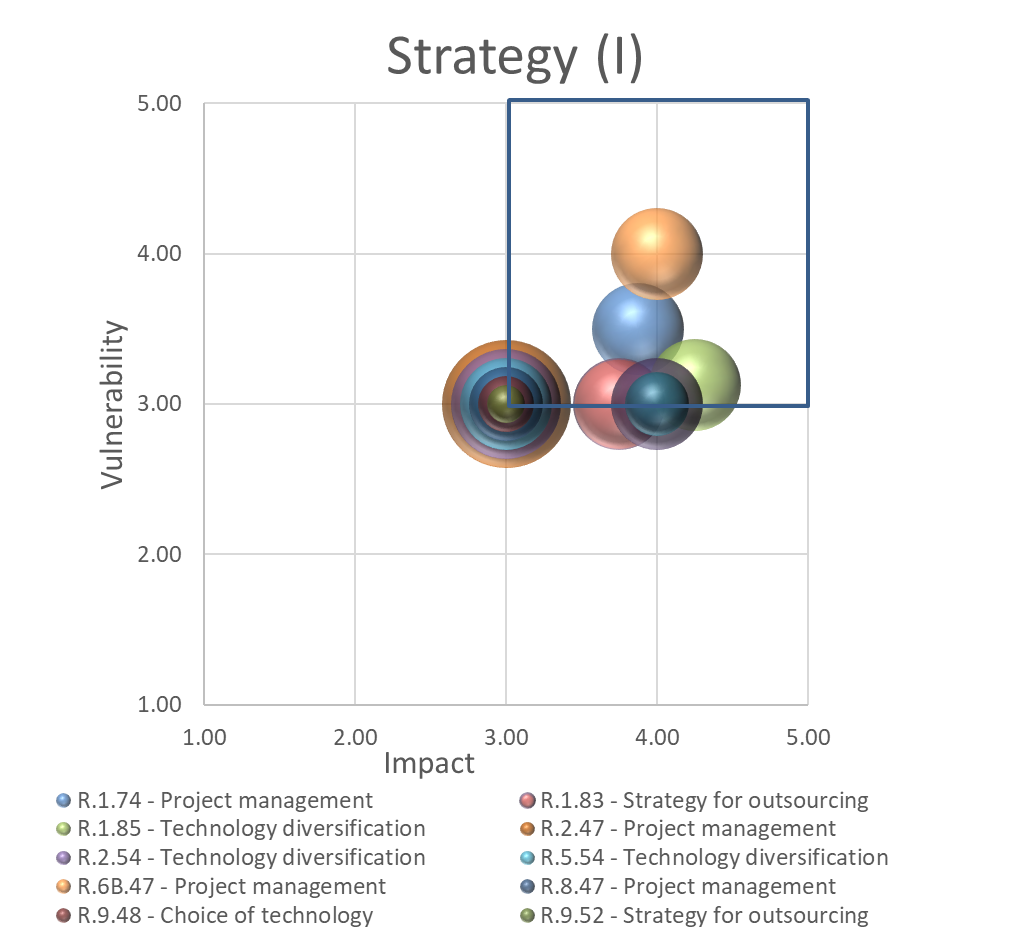 Strategy (I)
5.00
4.00
3.00
2.00
1.00
Vulnerability
1.00 2.00 3.00 4.00 5.00
Impact
R.1.74 - Project management R.1.83 - Strategy for outsourcing
R.1.85 - Technology diversification R.2.47 - Project management
R.2.54 - Technology diversification R.5.54 - Technology diversification
R.6B.47 - Project management R.8.47 - Project management
R.9.48 - Choice of technology R.9.52 - Strategy for outsourcing